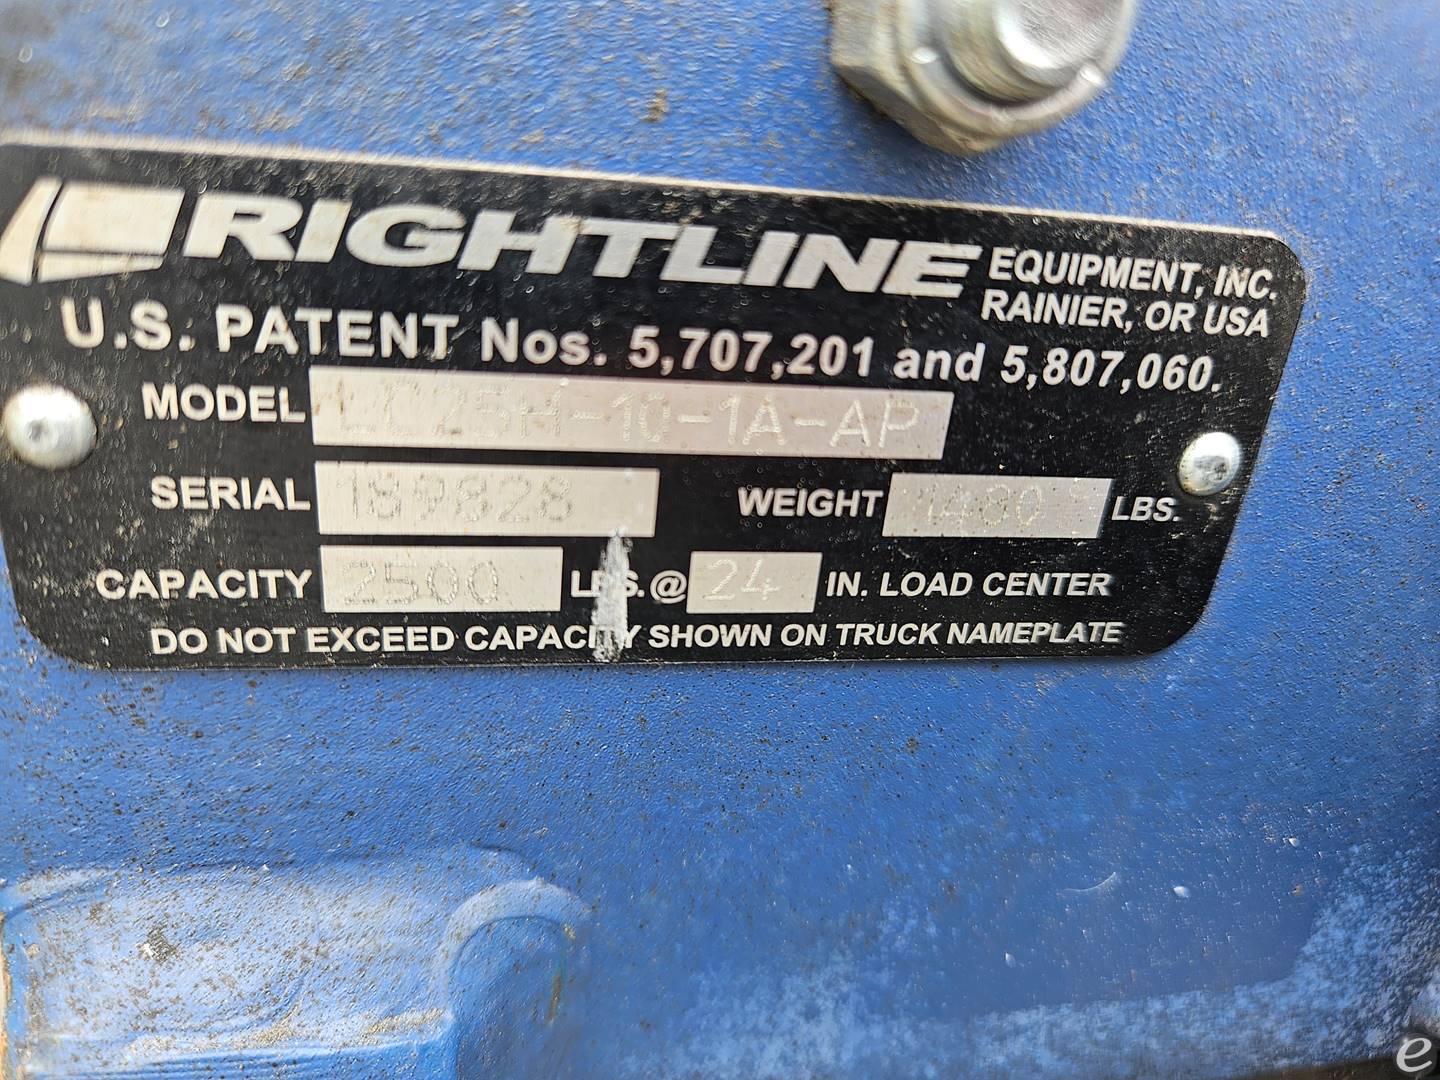 RIGHTLINE EQUIPMENT, INC.
RAINIER, OR USA
U.S. PATENT Nos. 5,707,201 and 5,807,060.
MODEL LC25H-10-1A-AP
SERIAL 189828 WEIGHT LBS.
CAPACITY 2500 LBS. @ 24 IN. LOAD CENTER
DO NOT EXCEED CAPACITY SHOWN ON TRUCK NAMEPLATE
e